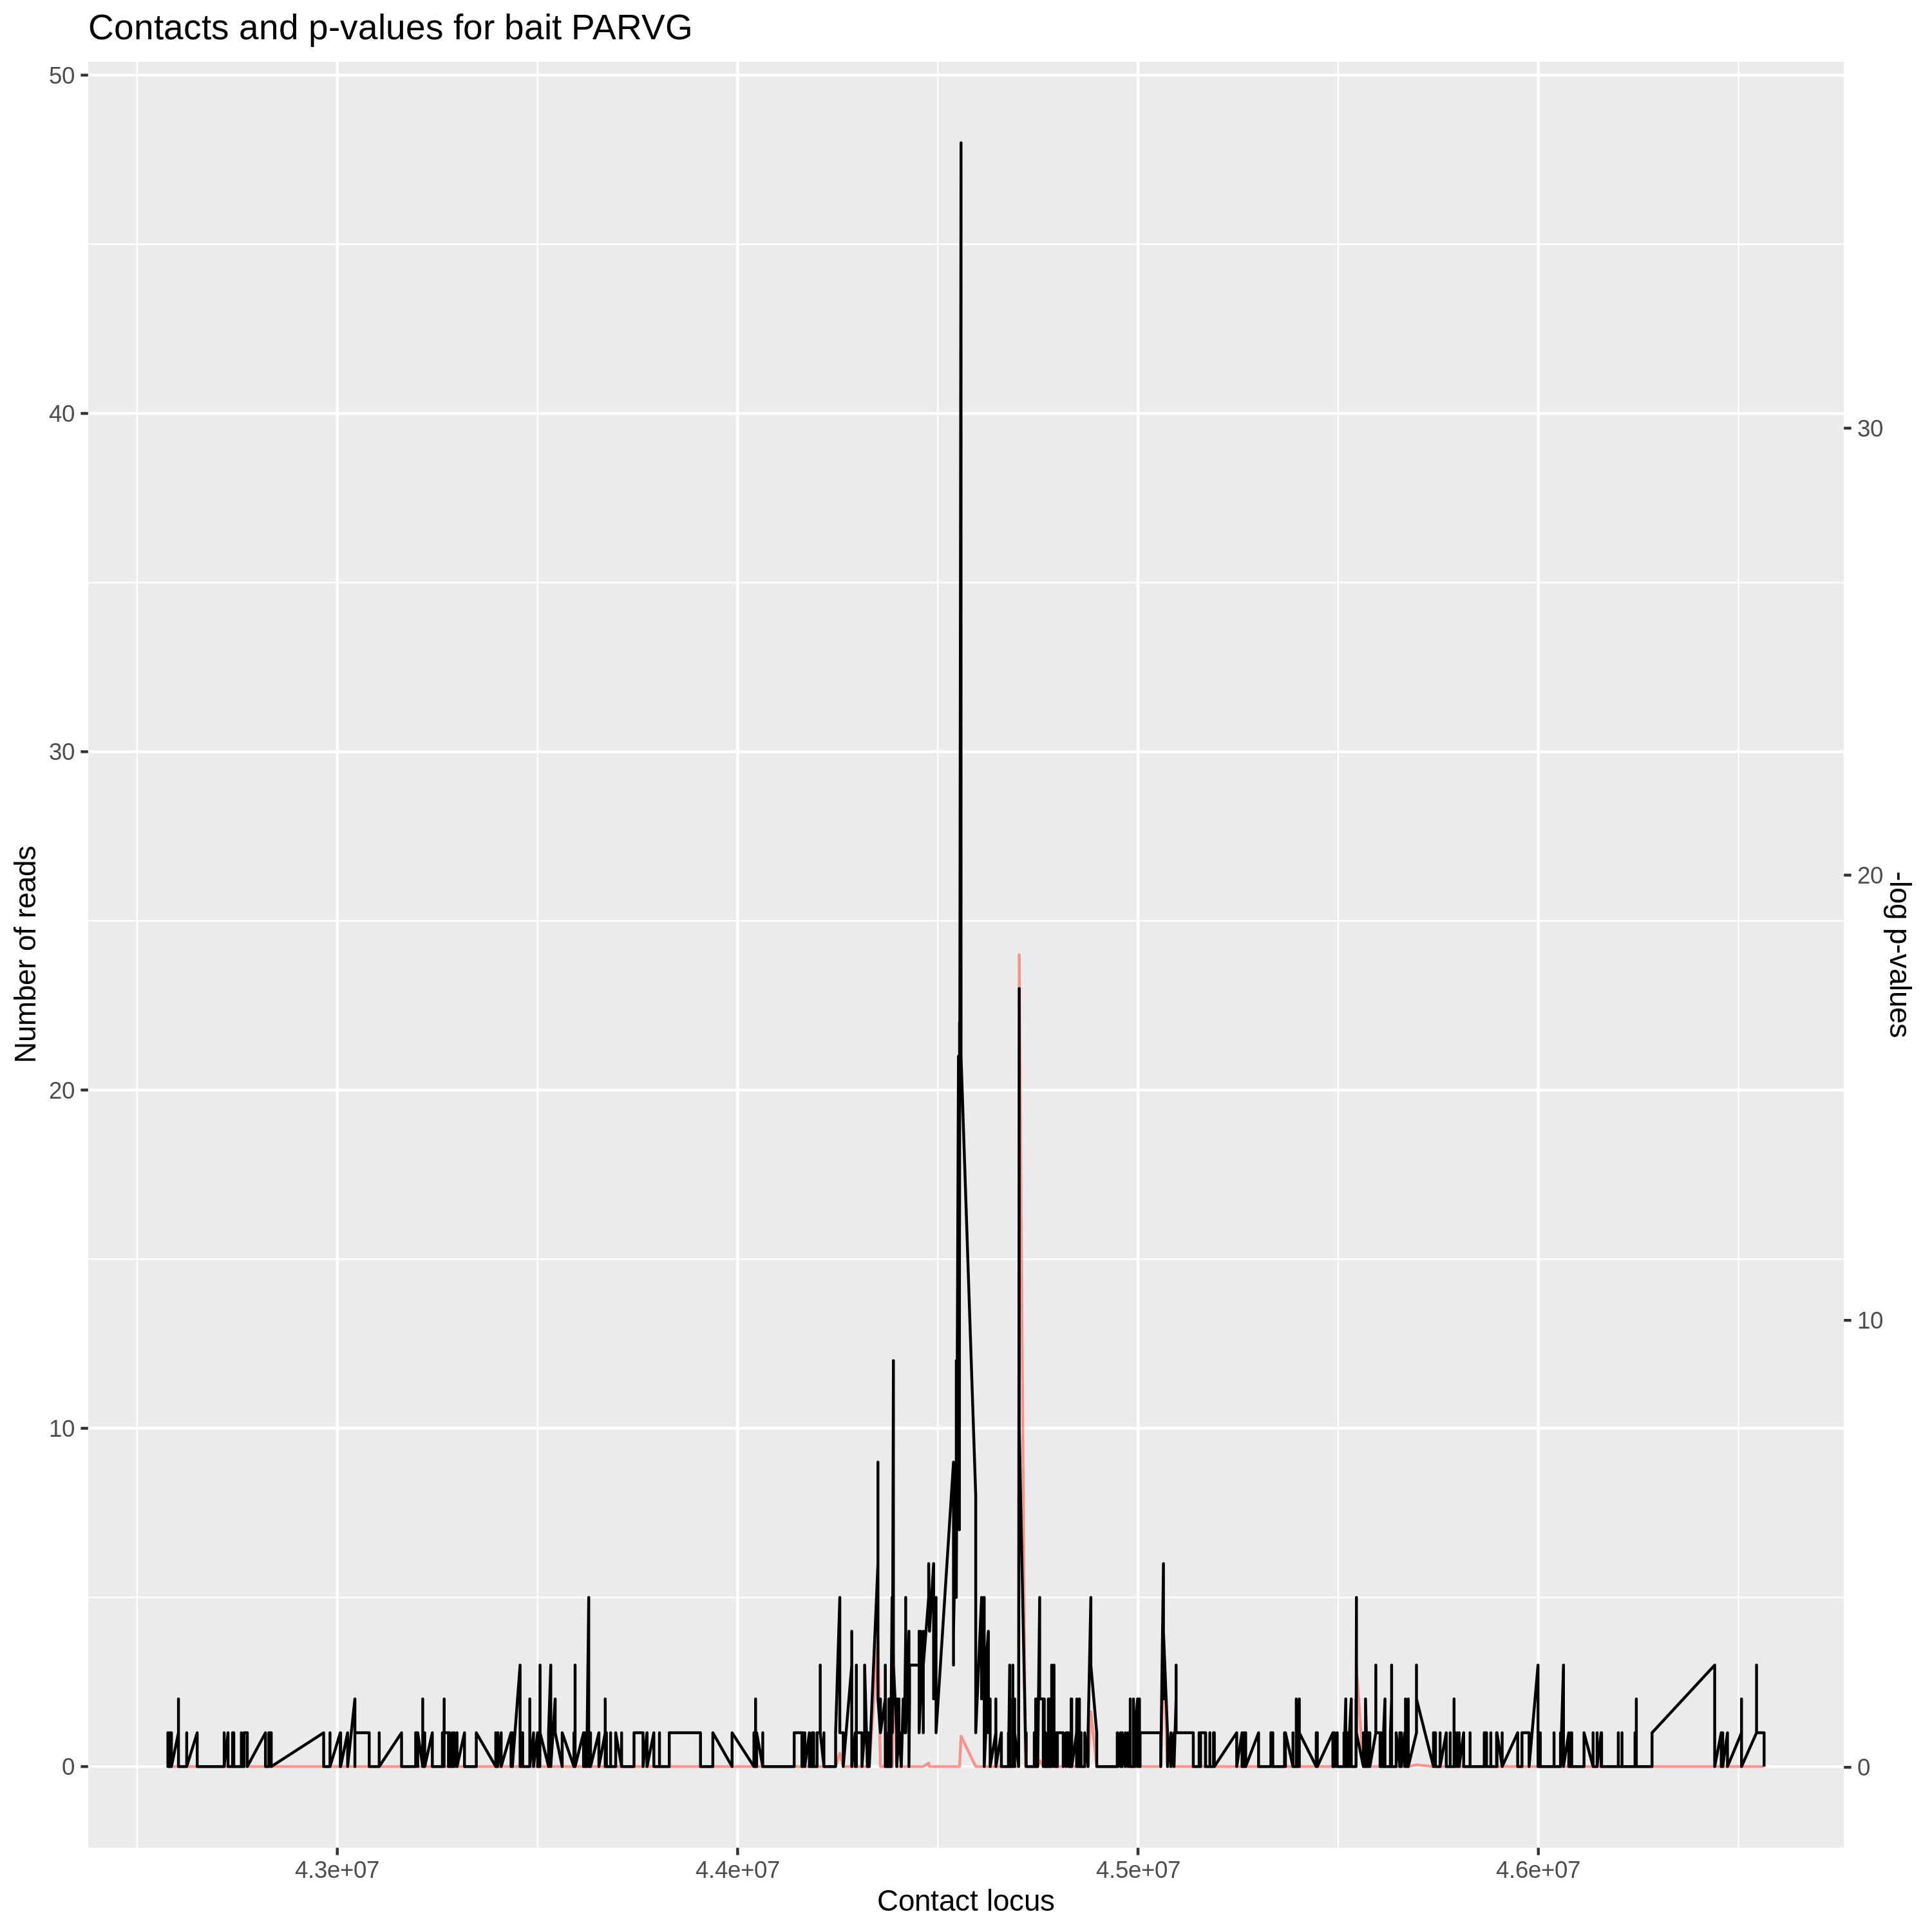 Contacts and p-values for bait PARVG
50
40
30
20
10
0
Number of reads
30
20
10
0
-log p-values
4.3e+07
4.4e+07
4.5e+07
4.6e+07
Contact locus